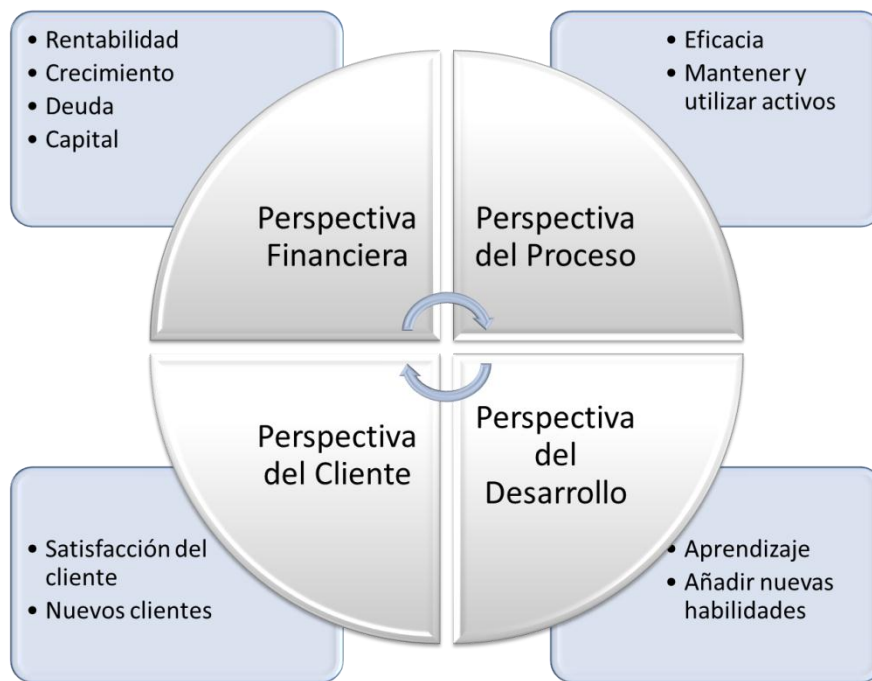 • Rentabilidad
• Crecimiento
• Deuda
• Capital
• Eficacia
• Mantener y
utilizar activos
Perspectiva
Financiera
Perspectiva
del Proceso
Perspectiva
del Cliente
Perspectiva
del
Desarrollo
• Satisfacción del
cliente
• Nuevos clientes
• Aprendizaje
• Añadir nuevas
habilidades